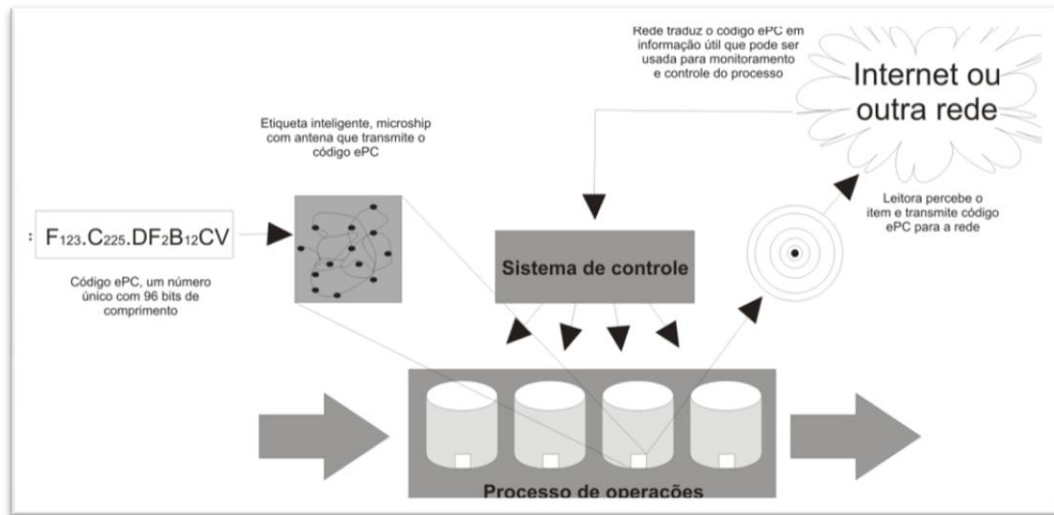 Rede traduz o código ePC em
informação útil que pode ser
usada para monitoramento
e controle do processo
Internet ou
outra rede
Etiqueta inteligente, microship
com antena que transmite o
código ePC
Leitora percebe o
item e transmite código
ePC para a rede
: F123.C225.DF2B12CV
Sistema de controle
Código ePC, um número
único com 96 bits de
comprimento
Processo de operações